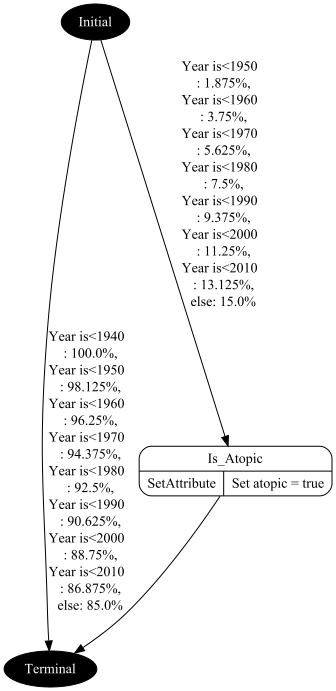 Initial
Year is<1950
: 1.875%,
Year is<1960
: 3.75%,
Year is<1970
: 5.625%,
Year is<1980
: 7.5%,
Year is<1990
: 9.375%,
Year is<2000
: 11.25%,
Year is<2010
: 13.125%,
else: 15.0%
Year is<1940
: 100.0%,
Year is<1950
: 98.125%,
Year is<1960
: 96.25%,
Year is<1970
: 94.375%,
Year is<1980
: 92.5%,
Year is<1990
: 90.625%,
Year is<2000
: 88.75%,
Year is<2010
: 86.875%,
else: 85.0%
Is_Atopic
SetAttribute
Set atopic = true
Terminal